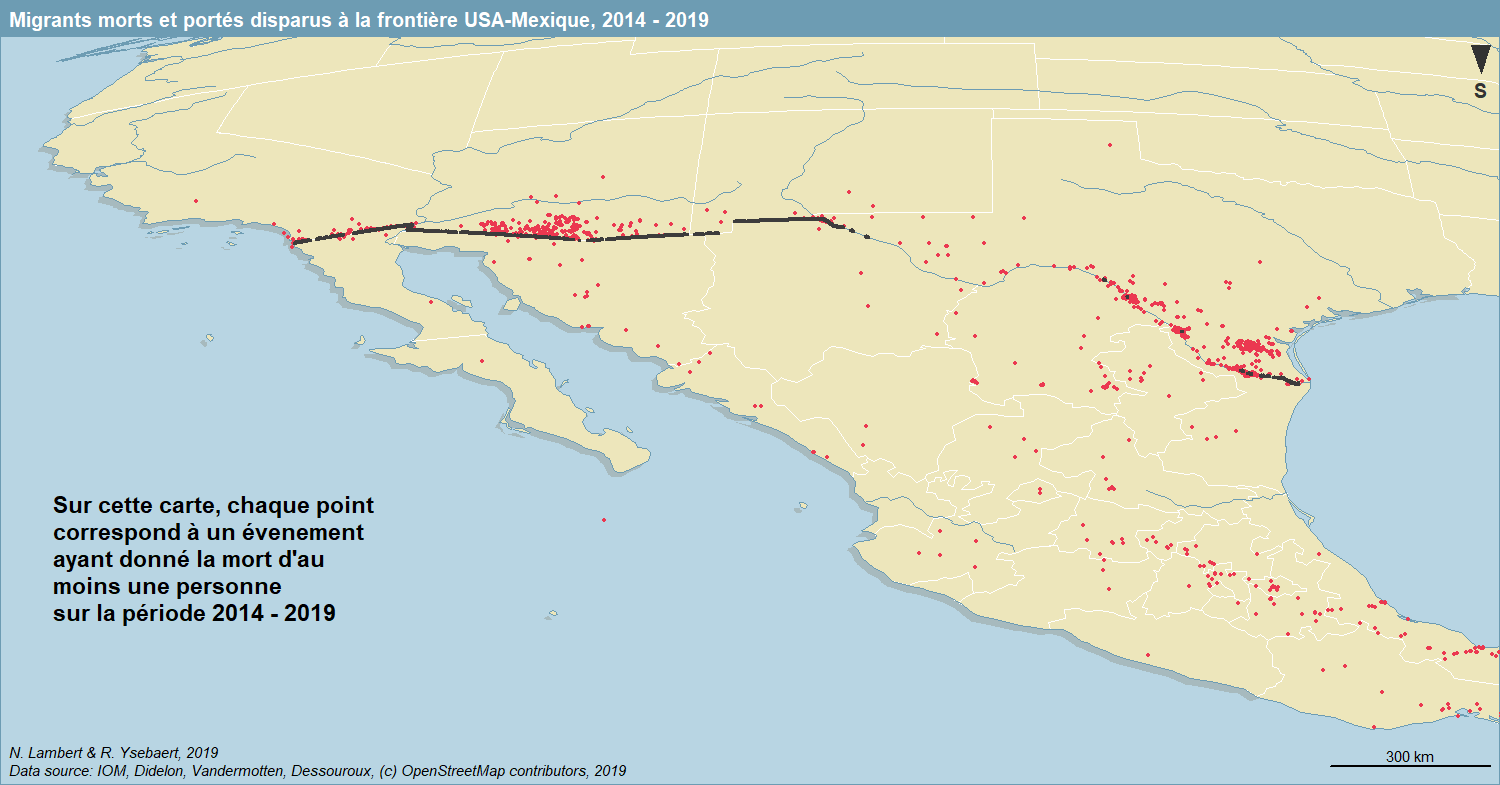 Migrants morts et portés disparus à la frontière USA-Mexique, 2014 - 2019
S
Sur cette carte, chaque point
correspond à un évenement
ayant donné la mort d'au
moins une personne
sur la période 2014 - 2019
N. Lambert & R. Ysebaert, 2019
Data source: IOM, Didelon, Vandermotten, Dessouroux, (c) OpenStreetMap contributors, 2019
300 km